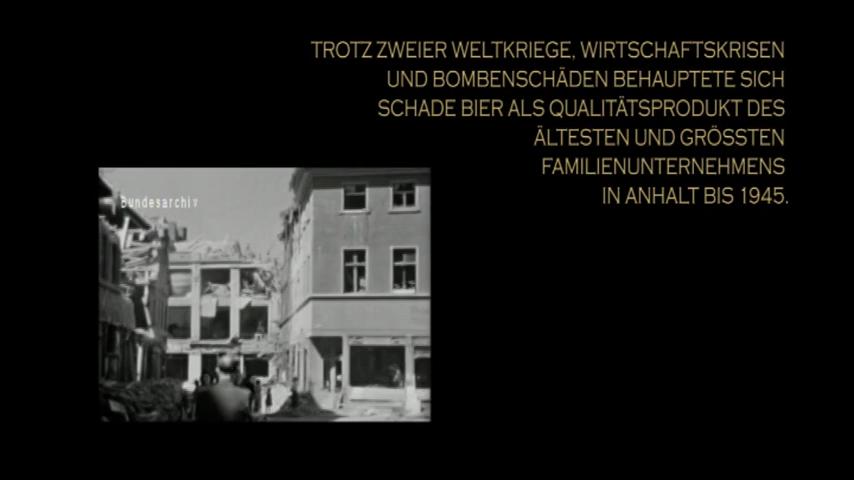 TROTZ ZWEIER WELTKRIEGE, WIRTSCHAFTSKRISEN
UND BOMBENSCHÄDEN BEHAUPTETE SICH
SCHADE BIER ALS QUALITÄTSPRODUKT DES
ÄLTESTEN UND GRÖSSTEN
FAMILIENUNTERNEHMENS
IN ANHALT BIS 1945.
Bundesarchiv